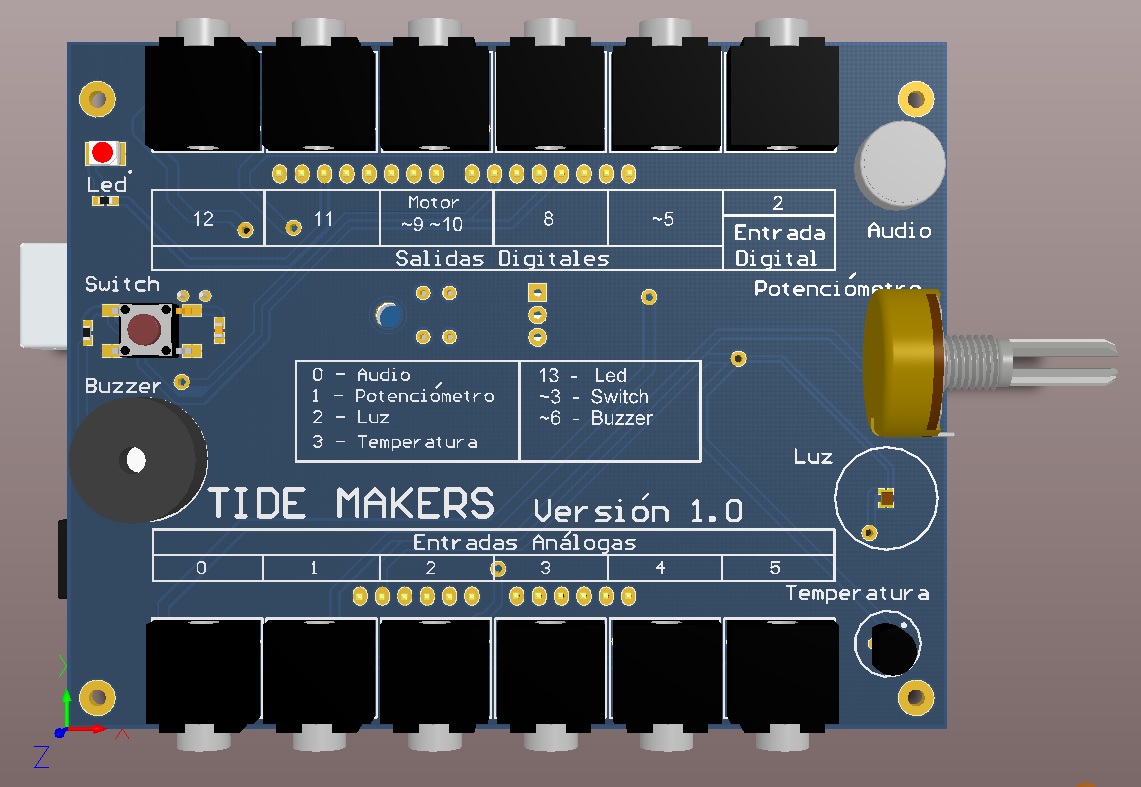 Led
12
11
Motor
~9 ~10
8
~5
2
Entrada
Digital
Salidas Digitales
Audio
Switch
Potenciómetro
0 - Audio
1 - Potenciómetro
2 - Luz
3 - Temperatura
13 - Led
~3 - Switch
~6 - Buzzer
Buzzer
Luz
TIDE MAKERS Versión 1.0
Entradas Análogas
0 1 2 3 4 5
Temperatura
Y
X
Z